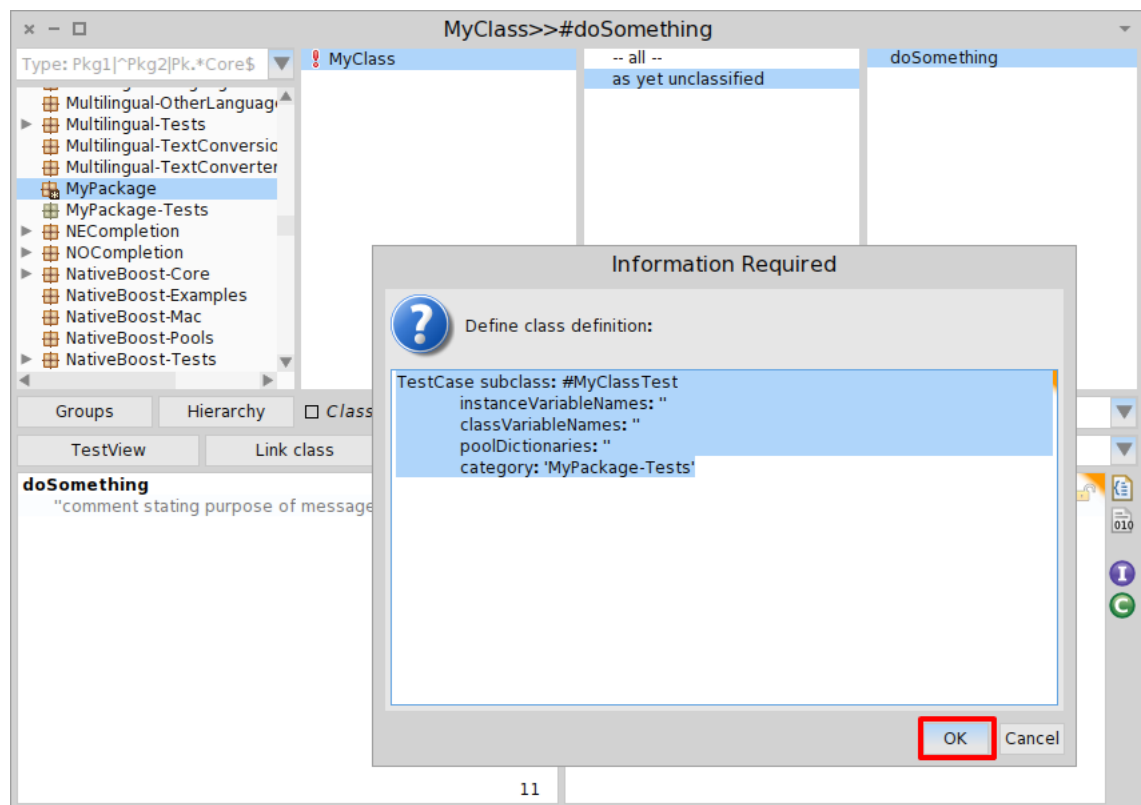 MyClass>>#doSomething
Type: Pkg1|^Pkg2|Pk.*Core$
Multilingual-OtherLanguage
Multilingual-Tests
Multilingual-TextConversio
Multilingual-TextConverter
MyPackage
MyPackage-Tests
NECompletion
NOCompletion
NativeBoost-Core
NativeBoost-Examples
NativeBoost-Mac
NativeBoost-Pools
NativeBoost-Tests
MyClass
-- all --
as yet unclassified
doSomething
Groups
Hierarchy
Class
TestView
Link class
doSomething
"comment stating purpose of message
11
Information Required
Define class definition:
TestCase subclass: #MyClassTest
instanceVariableNames: ''
classVariableNames: ''
poolDictionaries: ''
category: 'MyPackage-Tests'
OK
Cancel
010
I
C